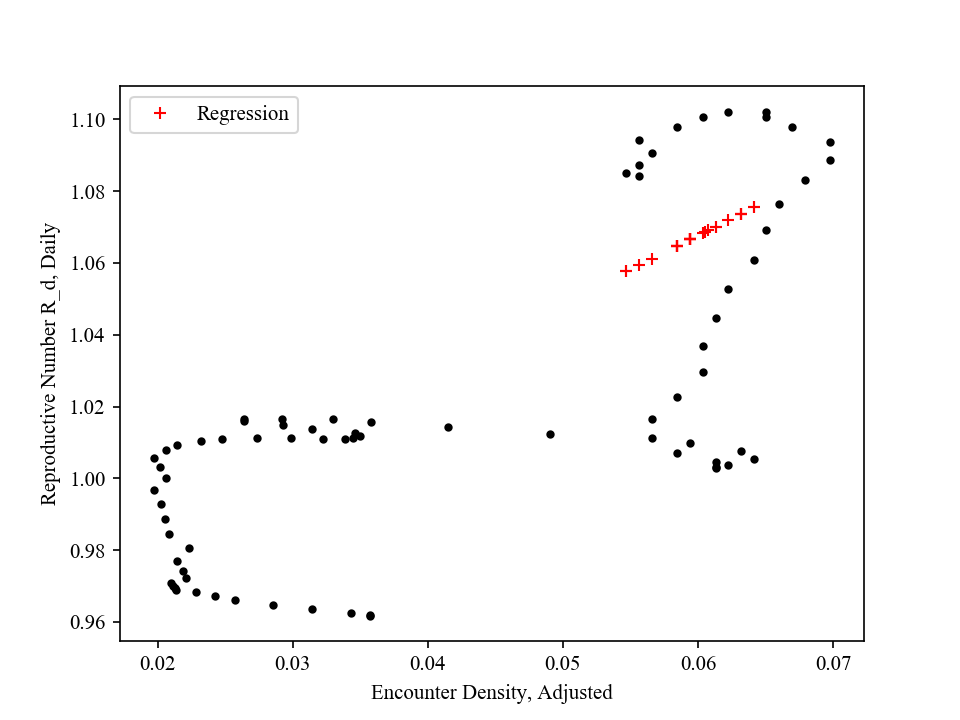 Regression
1.10
1.08
1.06
1.04
1.02
1.00
0.98
0.96
Reproductive Number R_d, Daily
0.02 0.03 0.04 0.05 0.06 0.07
Encounter Density, Adjusted